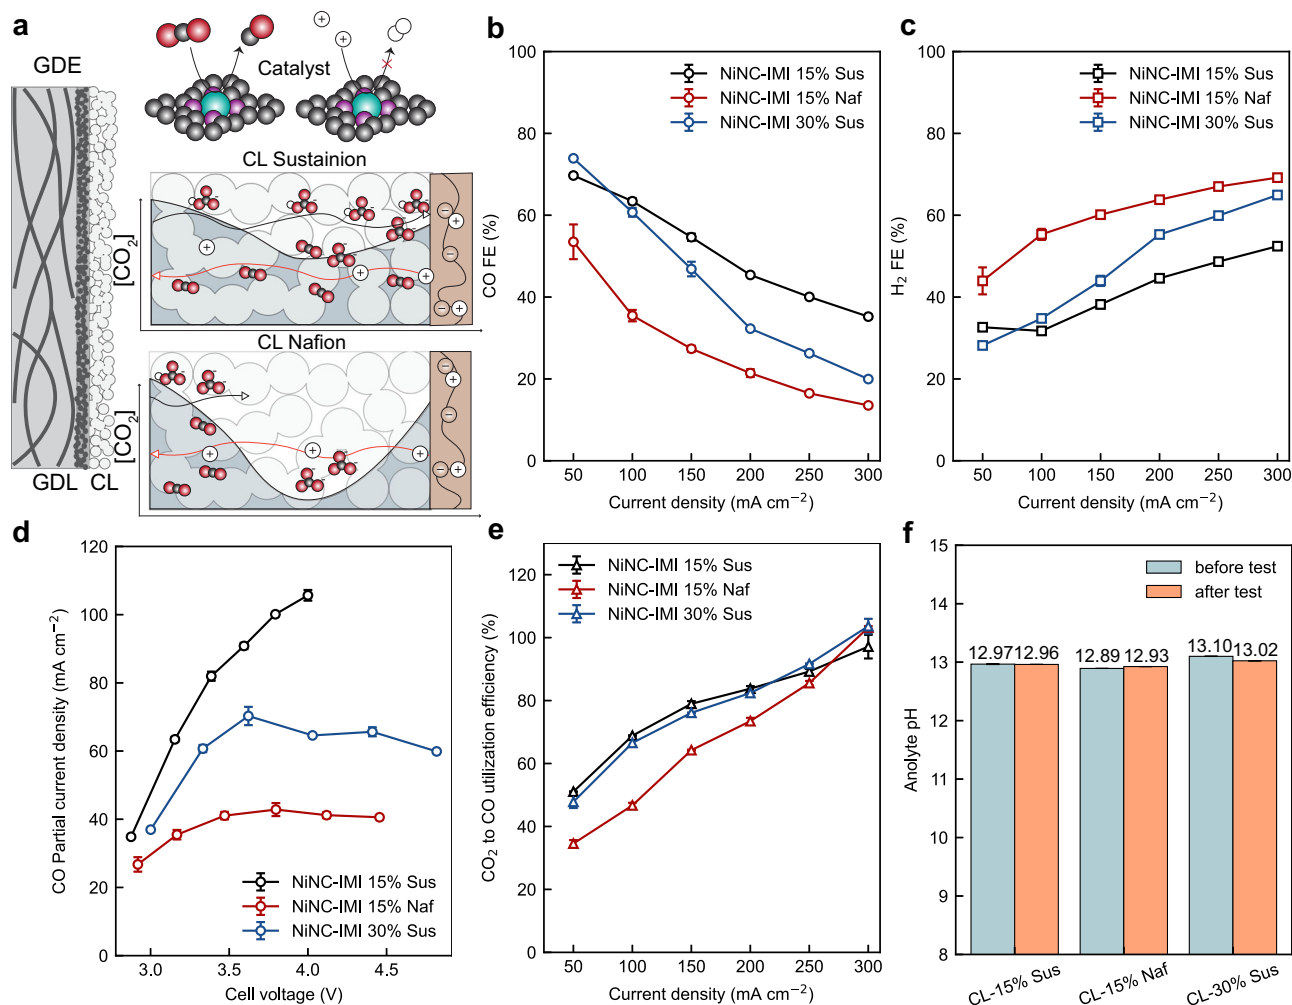 a
GDE
Catalyst
CL Sustainion
[CO2]
CL Nafion
[CO2]
GDL CL
b
CO FE (%)
100
80
60
40
20
0
NiNC-IMI 15% Sus
NiNC-IMI 15% Naf
NiNC-IMI 30% Sus
50 100 150 200 250 300
Current density (mA cm−2)
c
H2 FE (%)
100
80
60
40
20
0
NiNC-IMI 15% Sus
NiNC-IMI 15% Naf
NiNC-IMI 30% Sus
50 100 150 200 250 300
Current density (mA cm−2)
d
CO Partial current density (mA cm−2)
120
100
80
60
40
20
0
NiNC-IMI 15% Sus
NiNC-IMI 15% Naf
NiNC-IMI 30% Sus
3.0 3.5 4.0 4.5
Cell voltage (V)
e
CO2 to CO utilization efficiency (%)
120
100
80
60
40
20
0
NiNC-IMI 15% Sus
NiNC-IMI 15% Naf
NiNC-IMI 30% Sus
50 100 150 200 250 300
Current density (mA cm−2)
f
Anolyte pH
15
14
13
12
11
10
9
8
before test
after test
12.97 12.96 12.89 12.93 13.10 13.02
CL-15% Sus CL-15% Naf CL-30% Sus